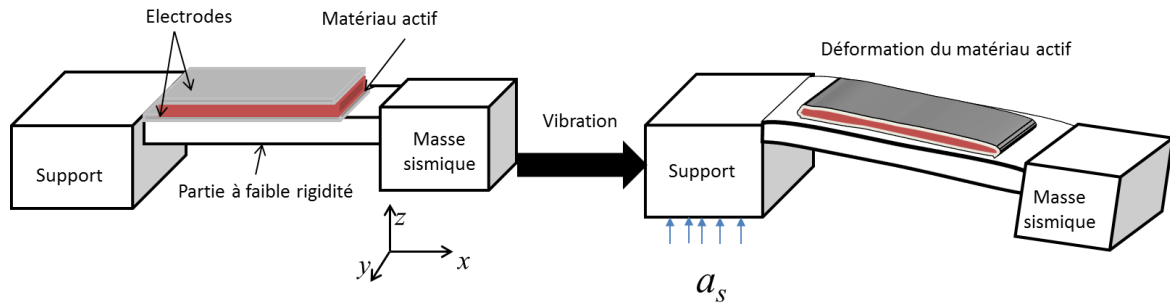 Electrodes
Matériau actif
Support
Partie à faible rigidité
Masse
sismique
z
y
x
Vibration
Déformation du matériau actif
Support
Masse
sismique
a_s